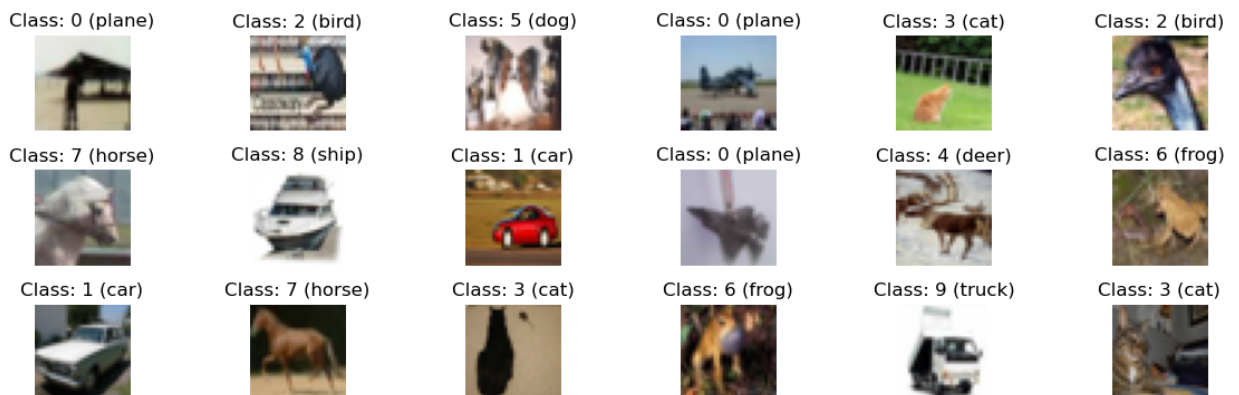 Class: 0 (plane)
Class: 2 (bird)
Class: 5 (dog)
Class: 0 (plane)
Class: 3 (cat)
Class: 2 (bird)
Class: 7 (horse)
Class: 8 (ship)
Class: 1 (car)
Class: 0 (plane)
Class: 4 (deer)
Class: 6 (frog)
Class: 1 (car)
Class: 7 (horse)
Class: 3 (cat)
Class: 6 (frog)
Class: 9 (truck)
Class: 3 (cat)